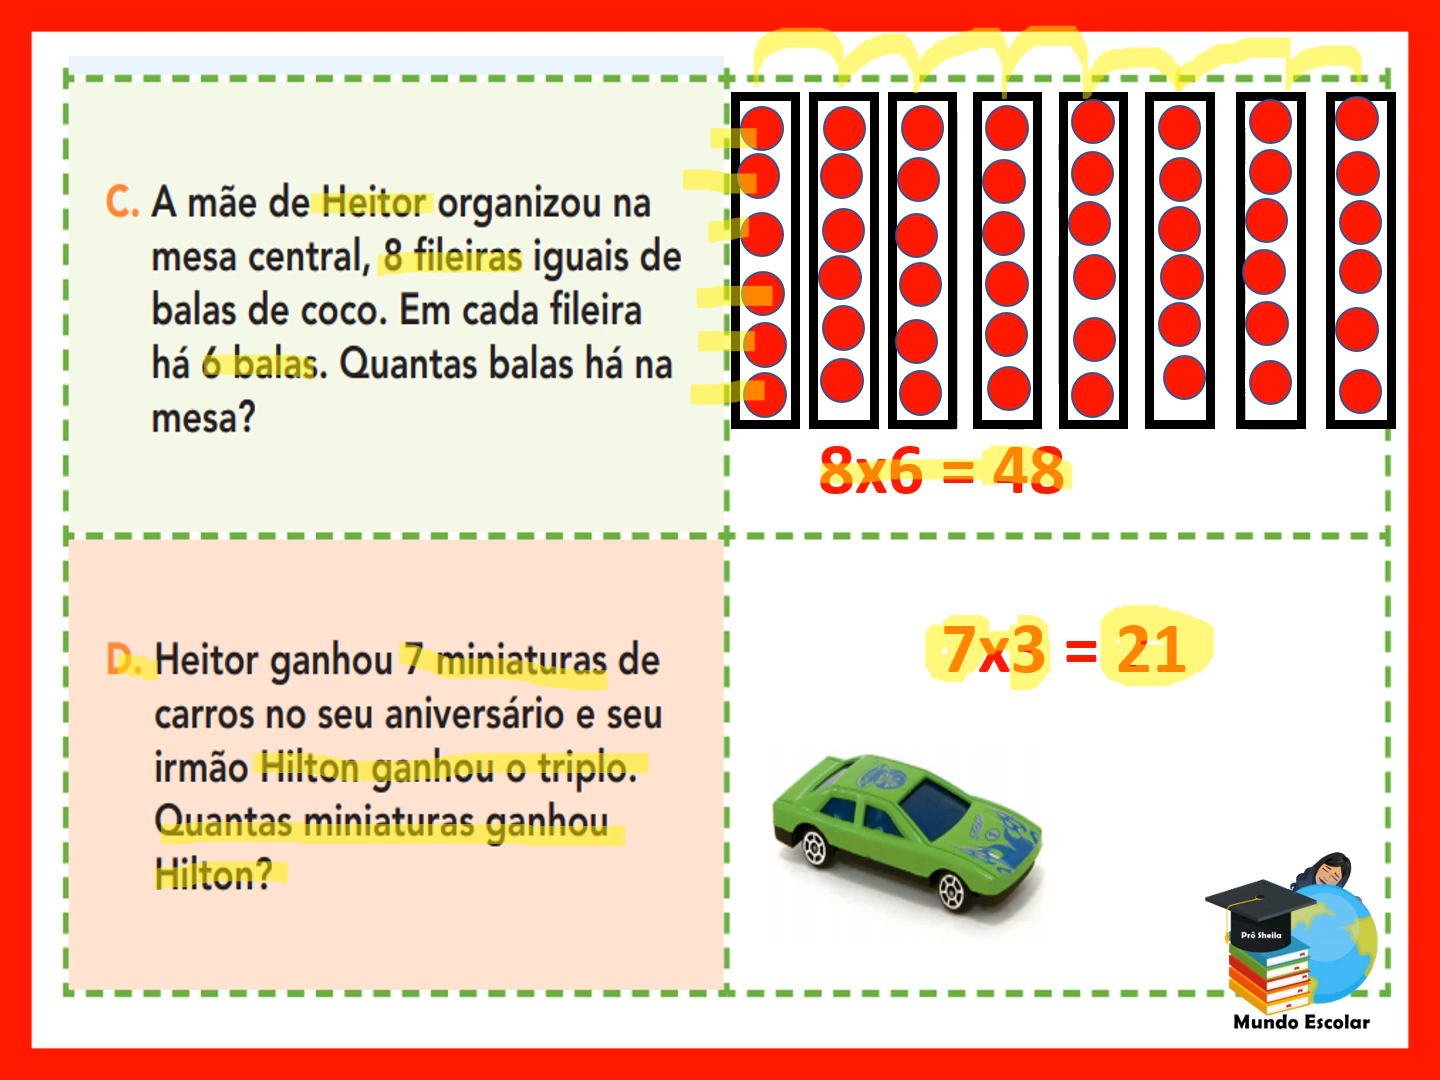 C. A mãe de Heitor organizou na
mesa central, 8 fileiras iguais de
balas de coco. Em cada fileira
há 6 balas. Quantas balas há na
mesa?
8x6 = 48
D. Heitor ganhou 7 miniaturas de
carros no seu aniversário e seu
irmão Hilton ganhou o triplo.
Quantas miniaturas ganhou
Hilton?
7x3 = 21
Prô Sheila
Mundo Escolar